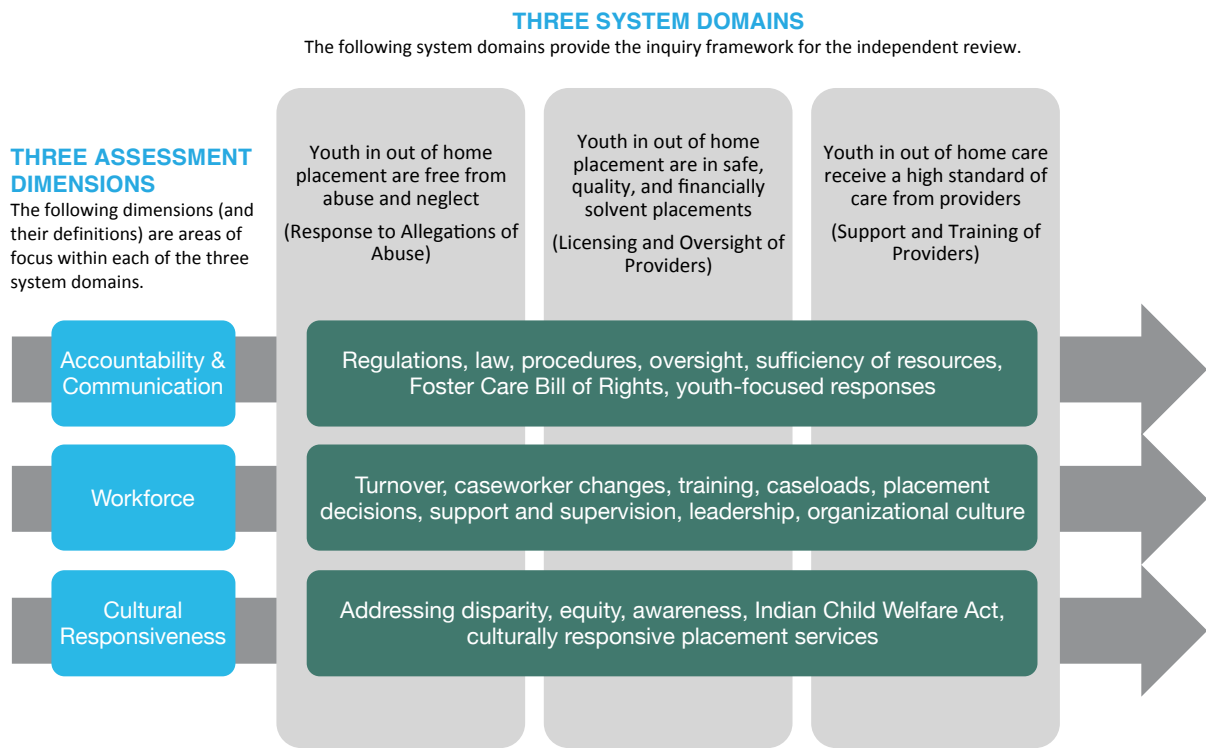 THREE SYSTEM DOMAINS
The following system domains provide the inquiry framework for the independent review.
THREE ASSESSMENT
DIMENSIONS
The following dimensions (and
their definitions) are areas of
focus within each of the three
system domains.
Youth in out of home
placement are free from
abuse and neglect
(Response to Allegations of
Abuse)
Youth in out of home
placement are in safe,
quality, and financially
solvent placements
(Licensing and Oversight of
Providers)
Youth in out of home care
receive a high standard of
care from providers
(Support and Training of
Providers)
Accountability &
Communication
Regulations, law, procedures, oversight, sufficiency of resources,
Foster Care Bill of Rights, youth-focused responses
Workforce
Turnover, caseworker changes, training, caseloads, placement
decisions, support and supervision, leadership, organizational culture
Cultural
Responsiveness
Addressing disparity, equity, awareness, Indian Child Welfare Act,
culturally responsive placement services